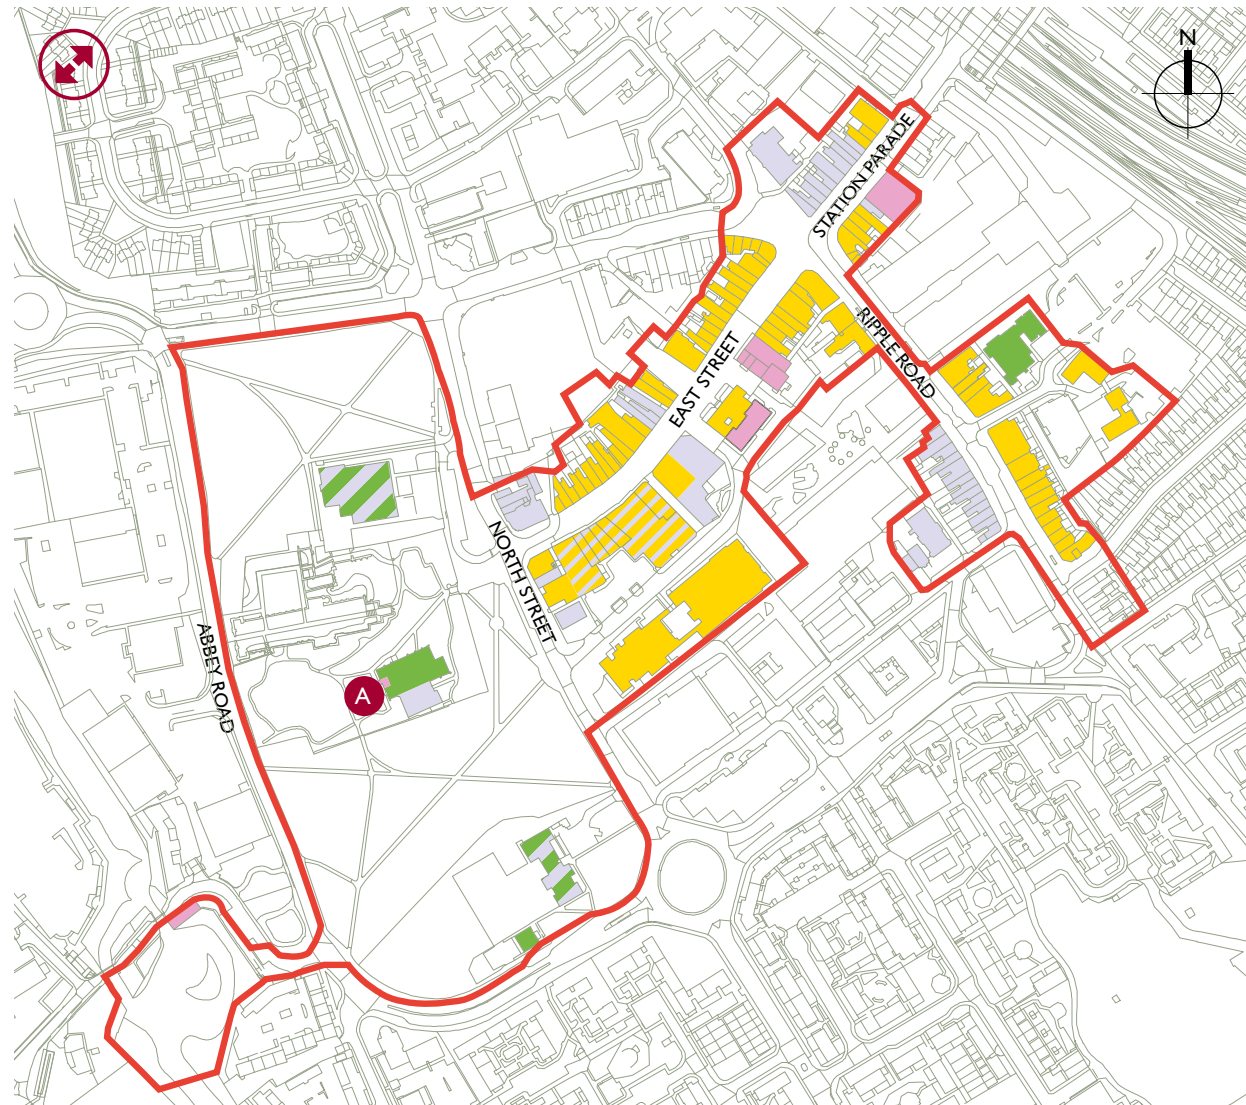 N
STATION PARADE
RIPPLE ROAD
EAST STREET
NORTH STREET
ABBEY ROAD
A